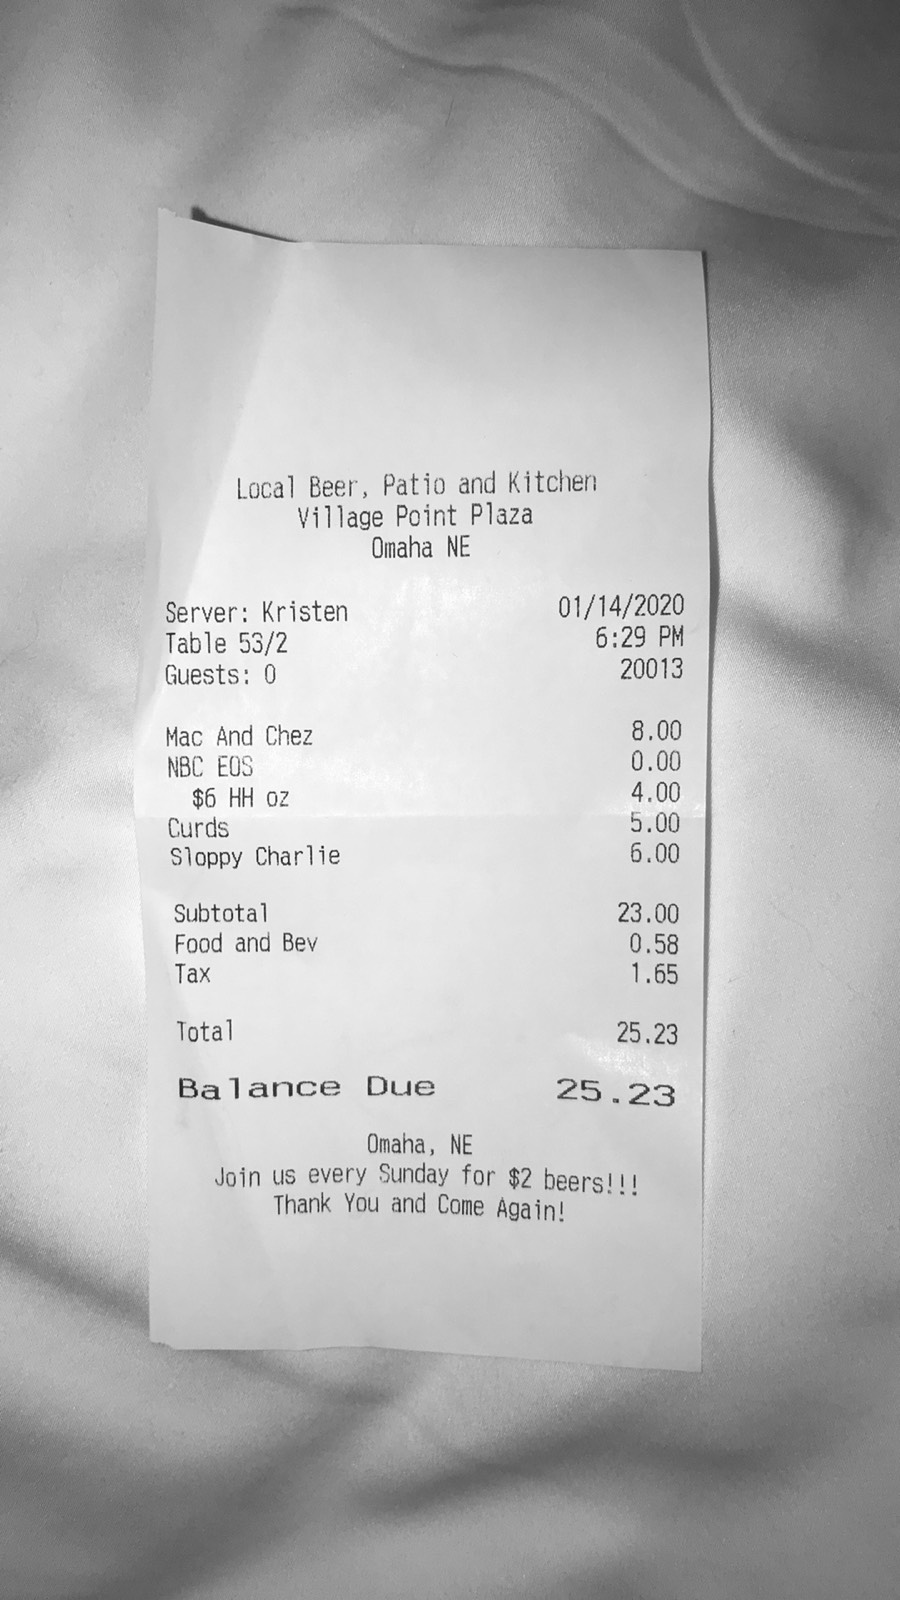 Local Beer, Patio and Kitchen
Village Point Plaza
Omaha NE
Server: Kristen 01/14/2020
Table 53/2 6:29 PM
Guests: 0 20013
Mac And Chez 8.00
NBC EOS 0.00
$6 HH oz 4.00
Curds 5.00
Sloppy Charlie 6.00
Subtotal 23.00
Food and Bev 0.58
Tax 1.65
Total 25.23
Balance Due 25.23
Omaha, NE
Join us every Sunday for $2 beers!!!
Thank You and Come Again!